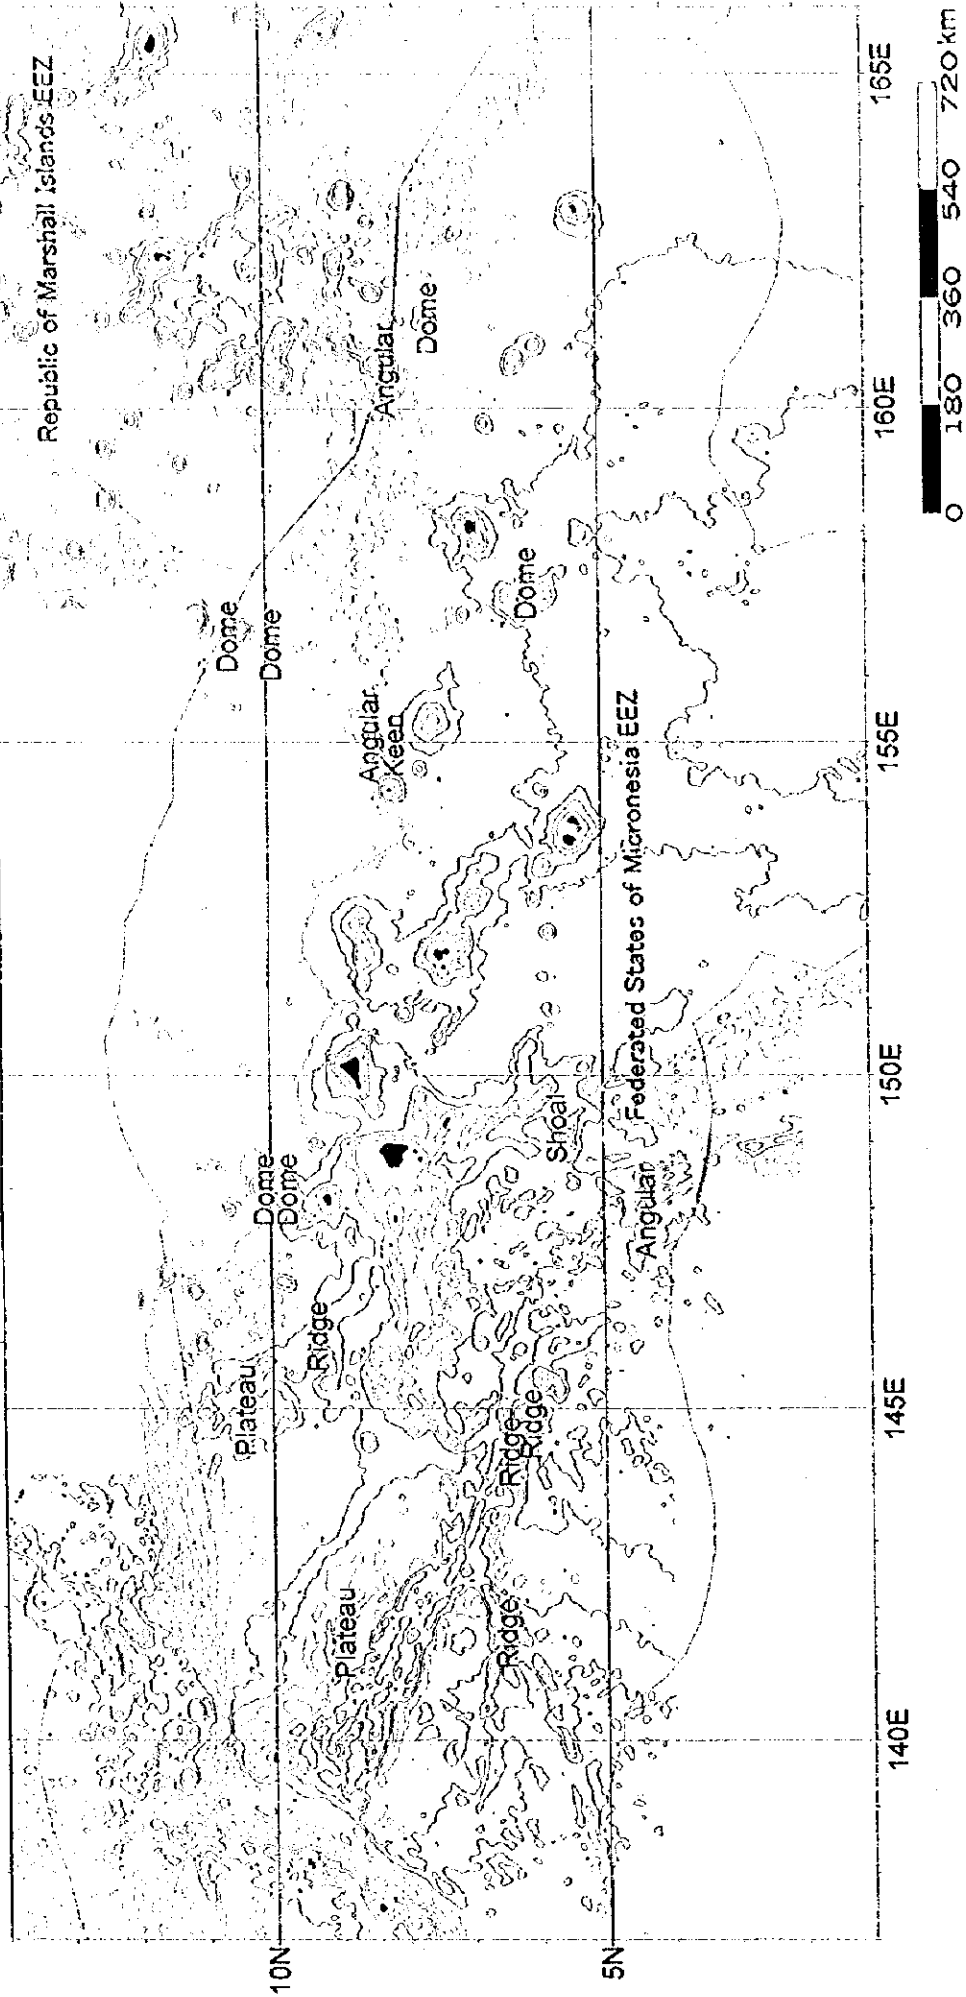 Republic of Marshall Islands EEZ
Dome
Dome
Angular
Dome
Dome
Dome
Angular
Keen
Plateau
Ridge
Plateau
Dome
Ridge
Ridge
Ridge
Shoal
Angular
Federated States of Micronesia EEZ
10N
5N
140E
145E
150E
155E
160E
165E
0 180 360 540 720 km